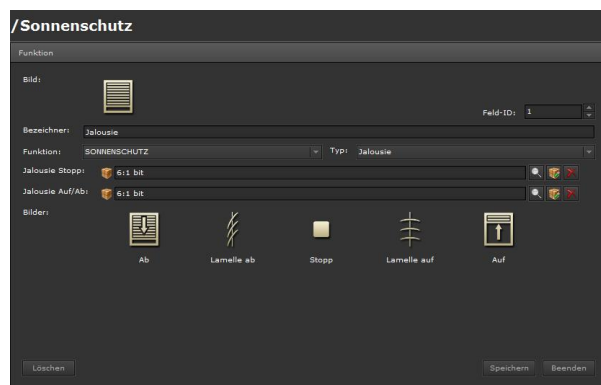 /Sonnenschutz
Funktion
Bild:
Feld-ID: 1
Bezeichner: Jalousie
Funktion: SONNENSCHUTZ Typ: Jalousie
Jalousie Stopp: 6:1 bit
Jalousie Auf/Ab: 6:1 bit
Bilder:
Ab Lamelle ab Stopp Lamelle auf Auf
Löschen Speichern Beenden